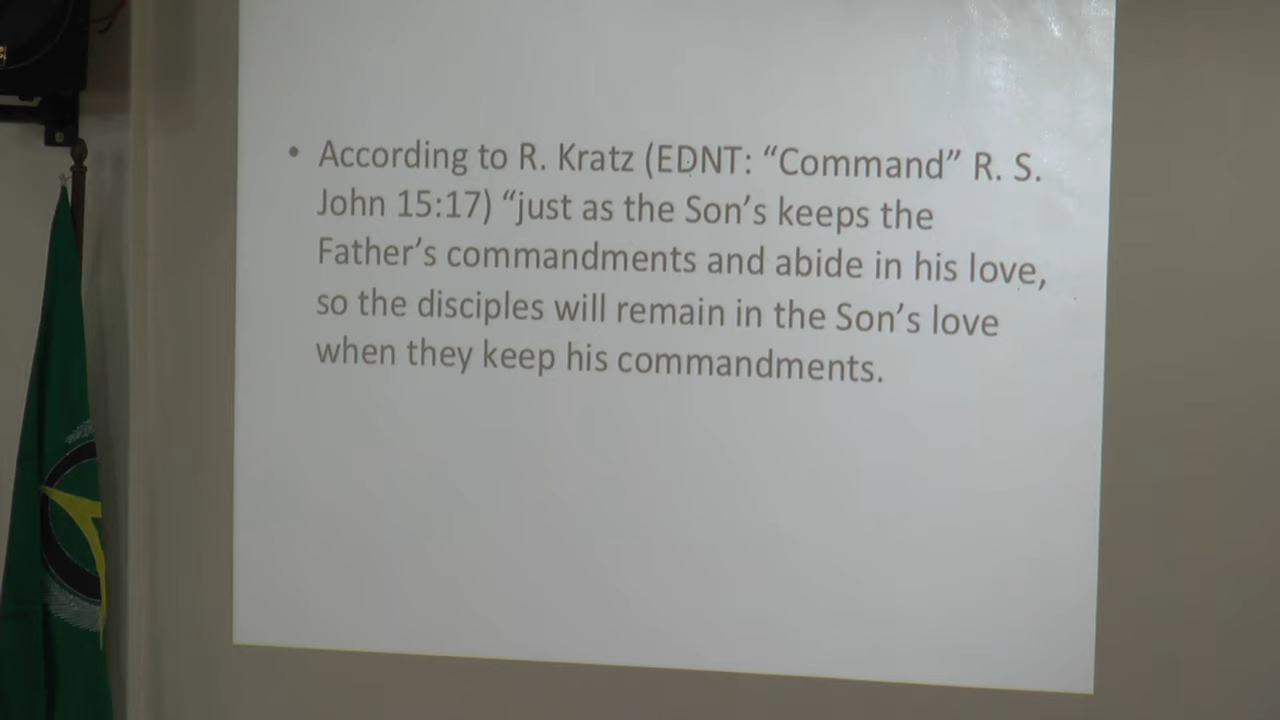 • According to R. Kratz (EDNT: “Command” R. S.
John 15:17) “just as the Son’s keeps the
Father’s commandments and abide in his love,
so the disciples will remain in the Son’s love
when they keep his commandments.